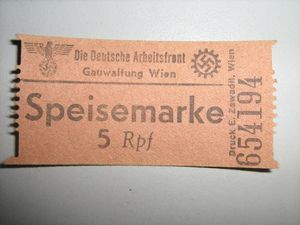 Die Deutsche Arbeitsfront
Gauwaltung Wien
Speisemarke
5 Rpf
Druck E. Zawadil, Wien
654194